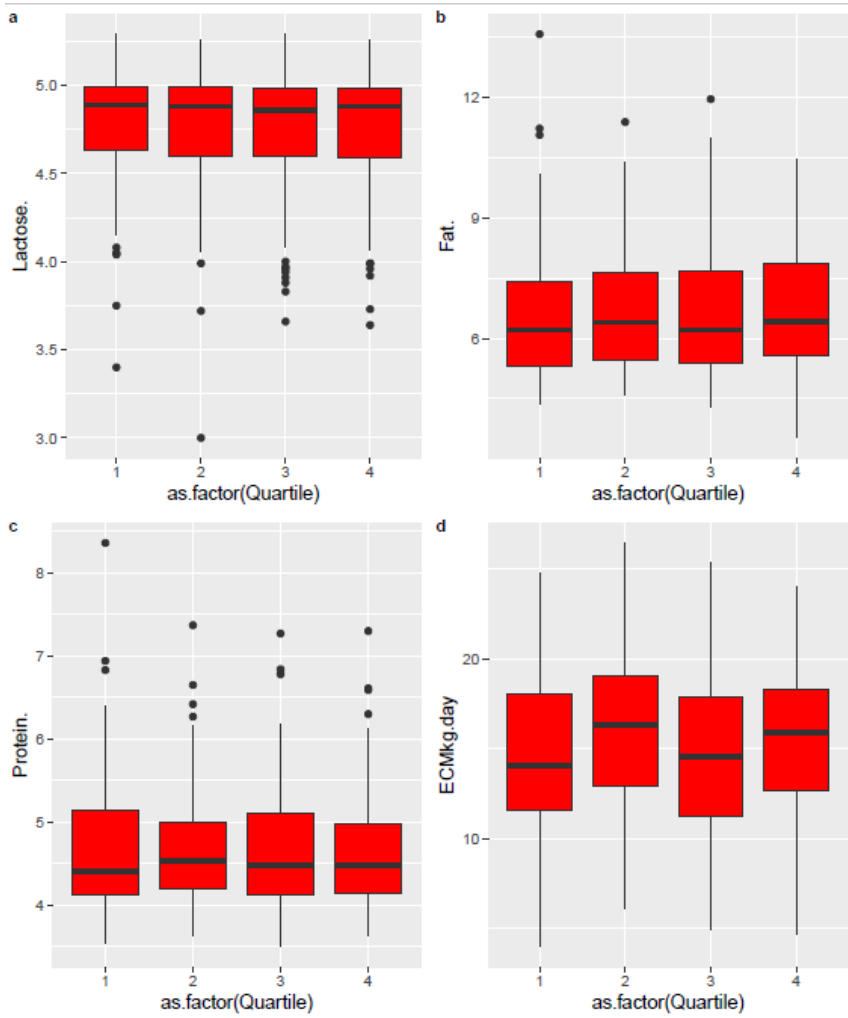 a
Lactose.
5.0
4.5
4.0
3.5
3.0
1 2 3 4
as.factor(Quartile)
b
Fat.
12
9
6
1 2 3 4
as.factor(Quartile)
c
Protein.
8
7
6
5
4
1 2 3 4
as.factor(Quartile)
d
ECMkg.day
20
10
1 2 3 4
as.factor(Quartile)